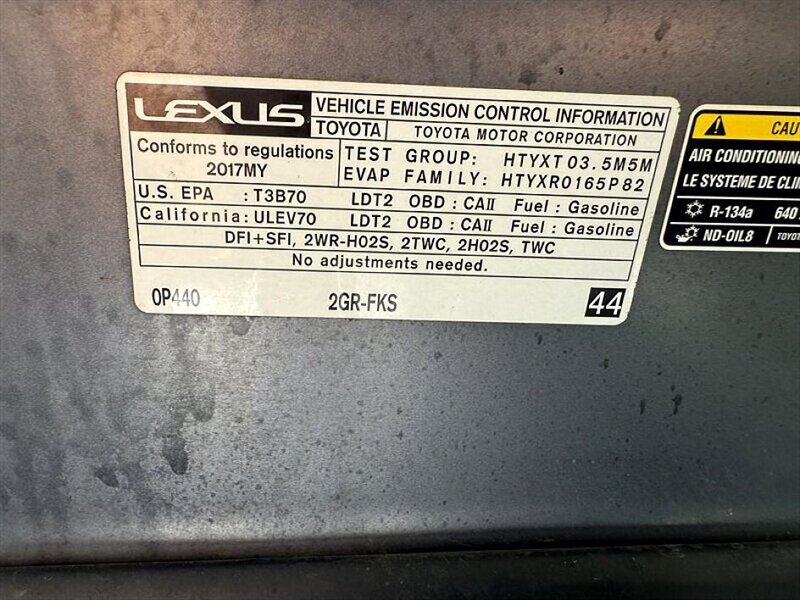 LEXUS
VEHICLE EMISSION CONTROL INFORMATION
TOYOTA
TOYOTA MOTOR CORPORATION
Conforms to regulations
2017MY
TEST GROUP: HTYXT03.5M5M
EVAP FAMILY: HTYXR0165P82
U.S. EPA : T3B70 LDT2 OBD : CAII Fuel : Gasoline
California: ULEV70 LDT2 OBD : CAII Fuel : Gasoline
DFI+SFI, 2WR-HO2S, 2TWC, 2HO2S, TWC
No adjustments needed.
0P440 2GR-FKS 44
CAU
AIR CONDITIONIN
LE SYSTEME DE CLI
R-134a 640
ND-OIL8 TOYOT